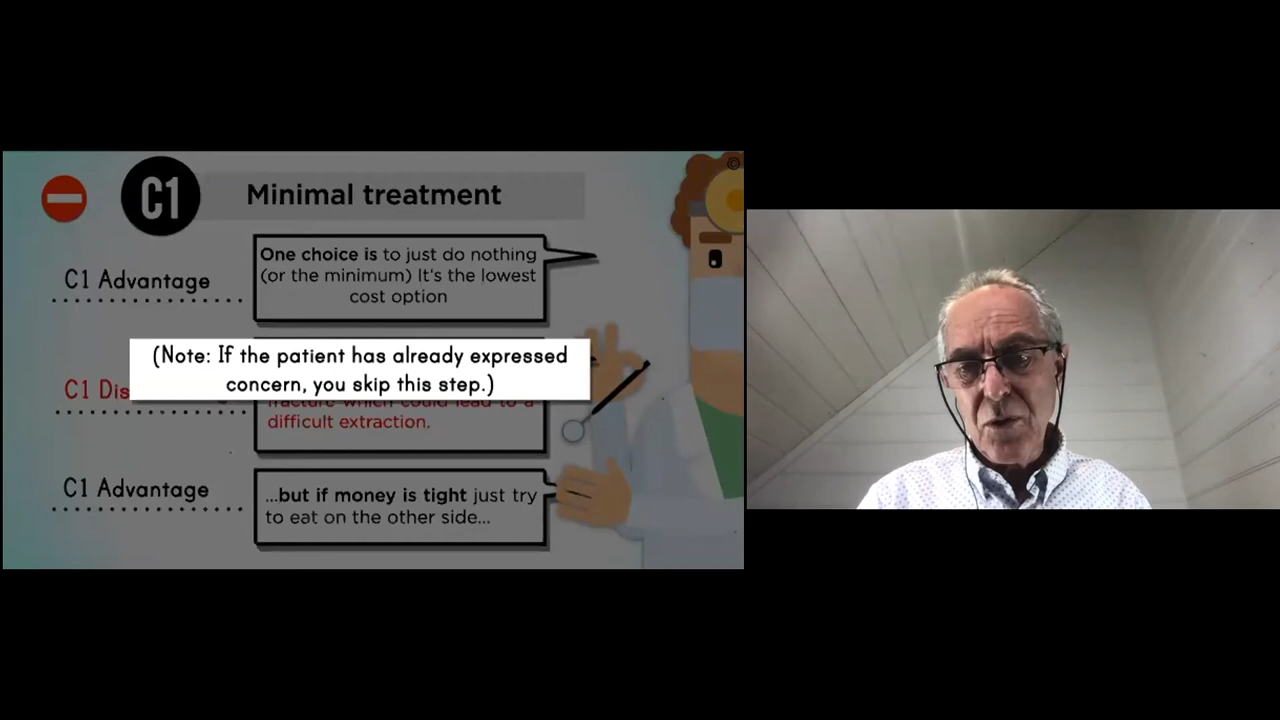 ©
C1
Minimal treatment
C1 Advantage
One choice is to just do nothing
(or the minimum) It's the lowest
cost option
(Note: If the patient has already expressed
concern, you skip this step.)
C1 Dis
fracture which could lead to a
difficult extraction.
C1 Advantage
...but if money is tight just try
to eat on the other side...